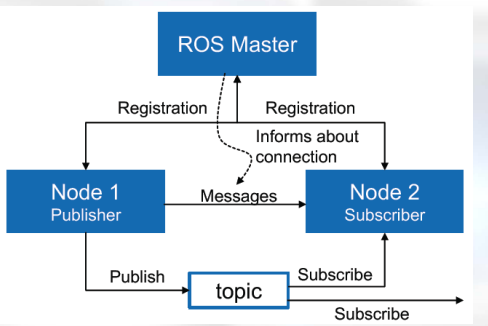 ROS Master
Registration
Registration
Informs about
connection
Node 1
Publisher
Messages
Node 2
Subscriber
Publish
topic
Subscribe
Subscribe